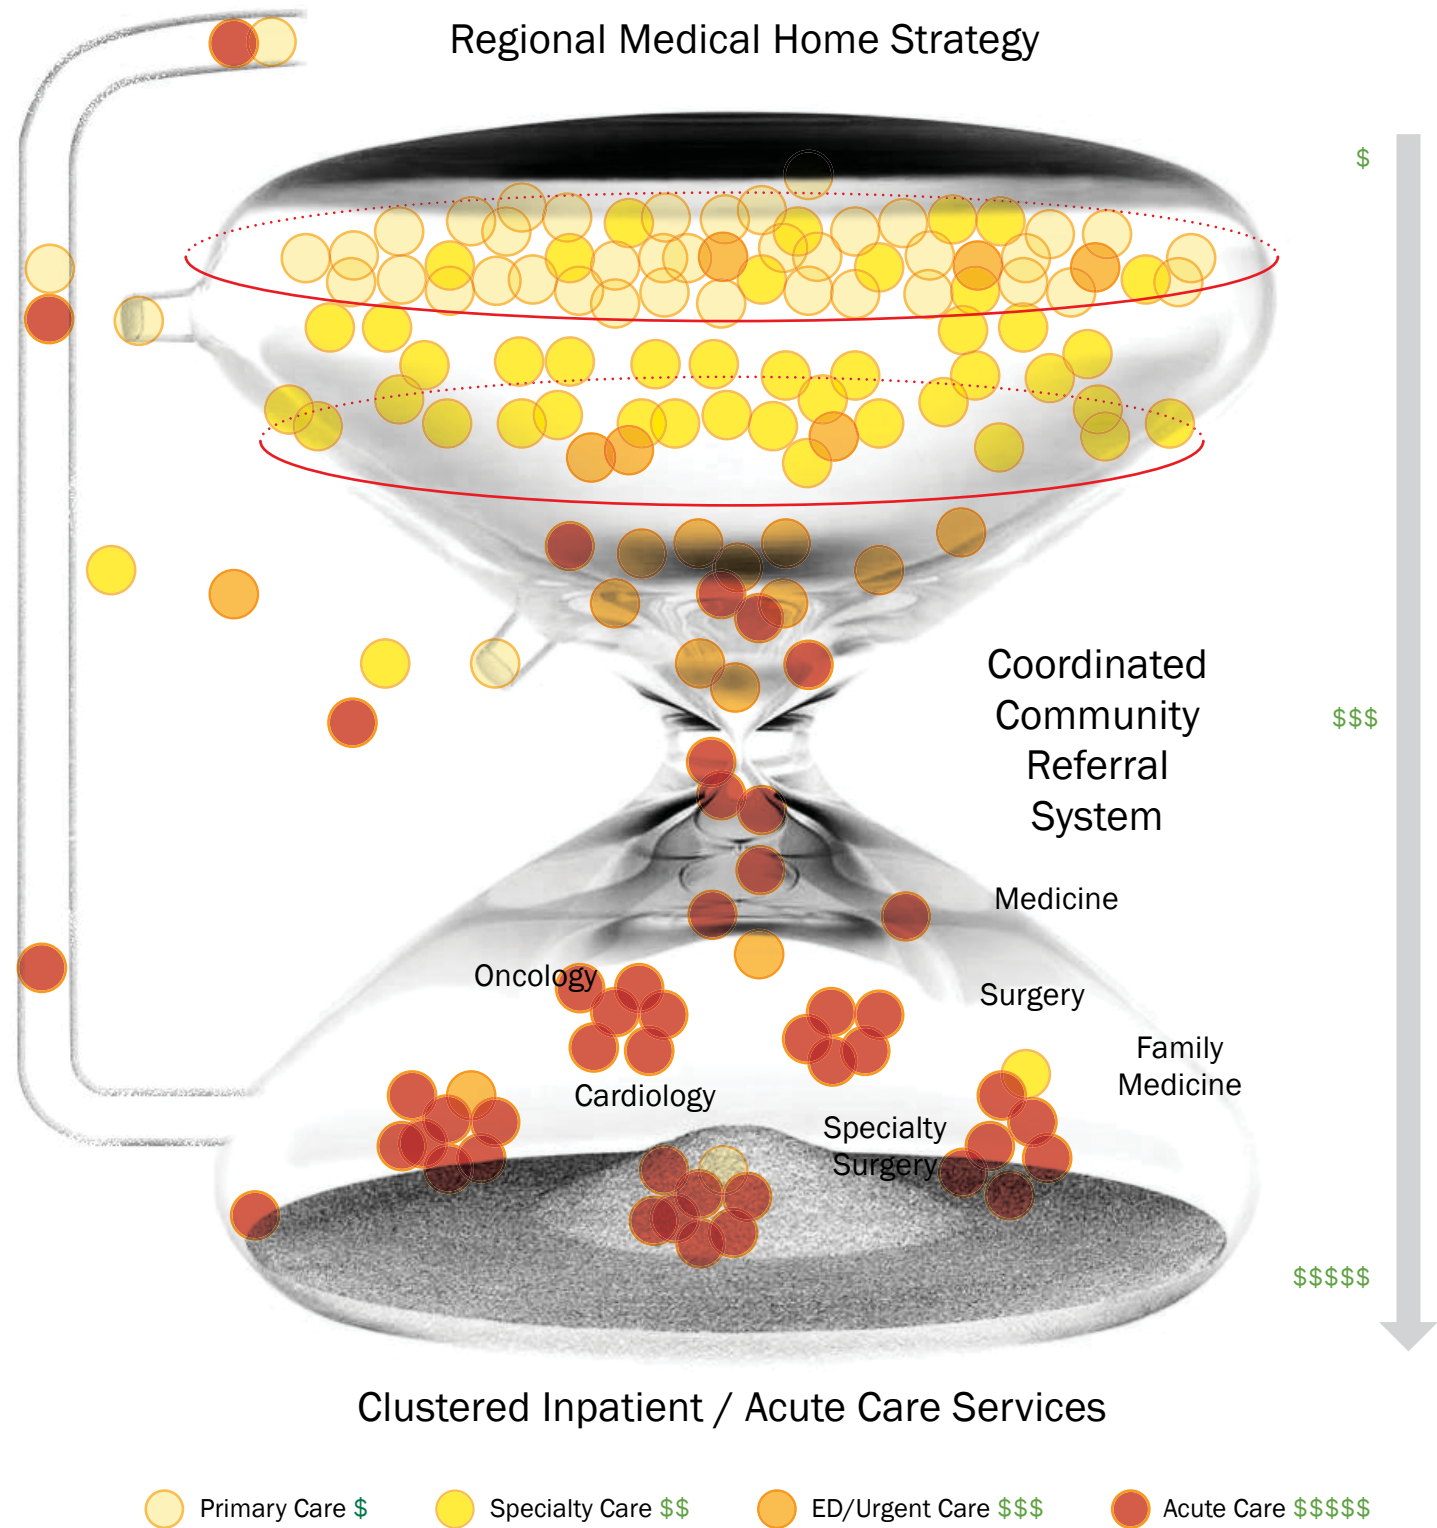 Regional Medical Home Strategy
$
Coordinated
Community
Referral
System
$$$
Medicine
Oncology
Surgery
Family
Medicine
Cardiology
Specialty
Surgery
$$$$$
Clustered Inpatient / Acute Care Services
Primary Care $
Specialty Care $$
ED/Urgent Care $$$
Acute Care $$$$$